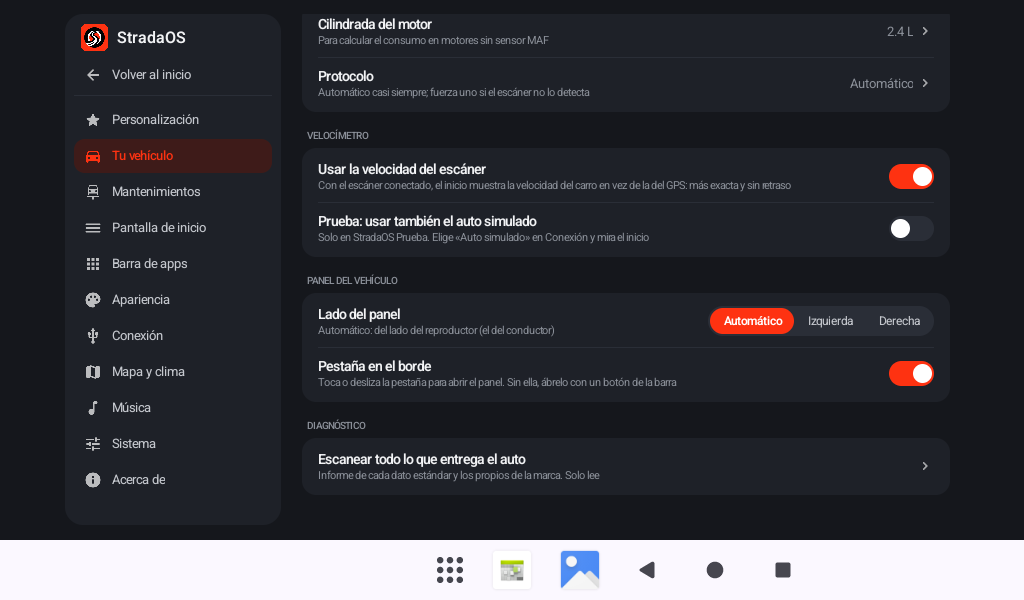 StradaOS
Volver al inicio
Personalización
Tu vehículo
Mantenimientos
Pantalla de inicio
Barra de apps
Apariencia
Conexión
Mapa y clima
Música
Sistema
Acerca de
Cilindrada del motor
Para calcular el consumo en motores sin sensor MAF
2.4 L
Protocolo
Automático casi siempre; fuerza uno si el escáner no lo detecta
Automático
VELOCÍMETRO
Usar la velocidad del escáner
Con el escáner conectado, el inicio muestra la velocidad del carro en vez de la del GPS: más exacta y sin retraso
Prueba: usar también el auto simulado
Solo en StradaOS Prueba. Elige «Auto simulado» en Conexión y mira el inicio
PANEL DEL VEHÍCULO
Lado del panel
Automático: del lado del reproductor (el del conductor)
Automático Izquierda Derecha
Pestaña en el borde
Toca o desliza la pestaña para abrir el panel. Sin ella, ábrelo con un botón de la barra
DIAGNÓSTICO
Escanear todo lo que entrega el auto
Informe de cada dato estándar y los propios de la marca. Solo lee